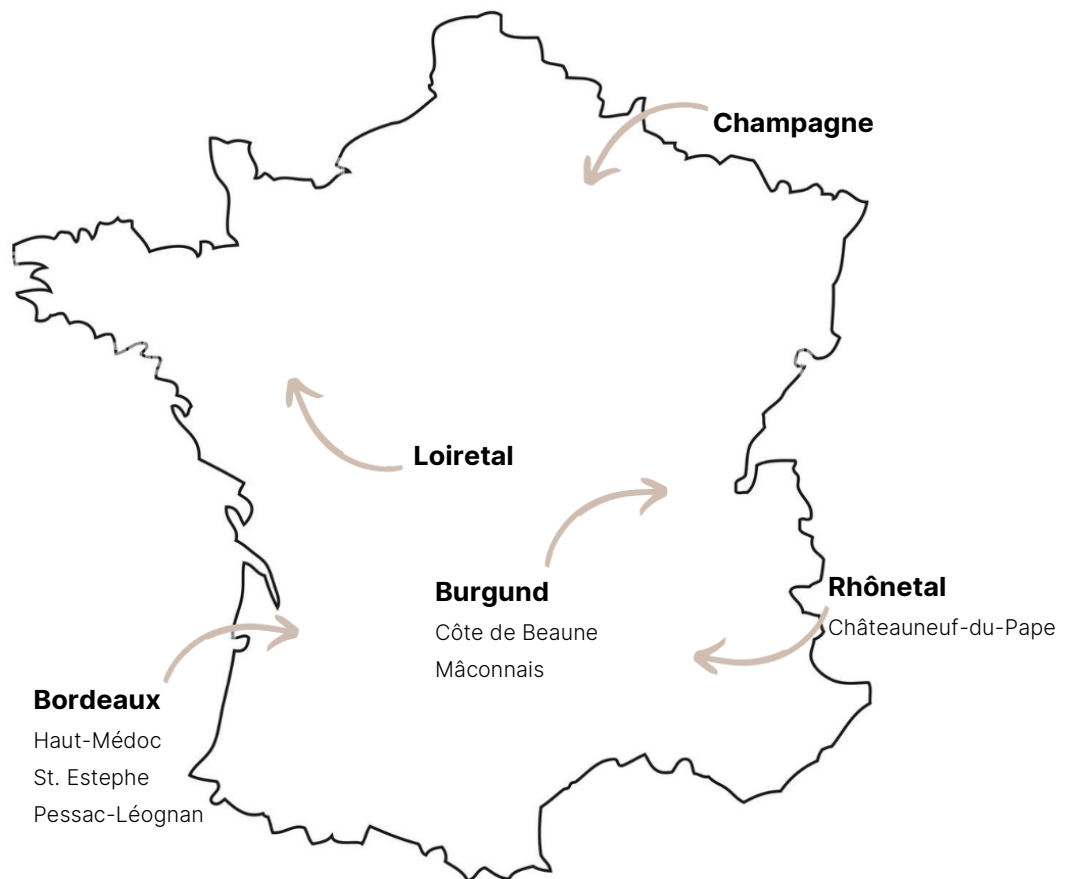 Champagne
Loiretal
Burgund
Côte de Beaune
Mâconnais
Rhônetal
Châteauneuf-du-Pape
Bordeaux
Haut-Médoc
St. Estephe
Pessac-Léognan